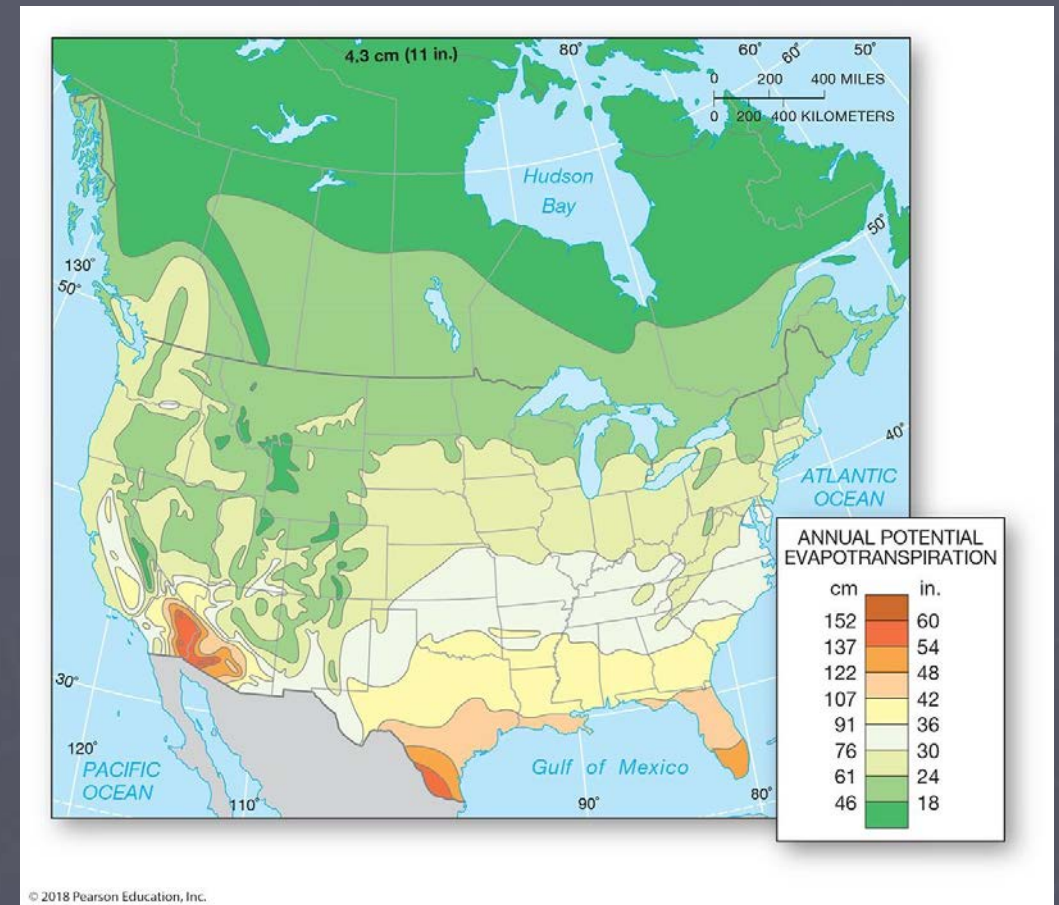 4.3 cm (11 in.)
80°
60°
60°
50°
0 200 400 MILES
0 200 400 KILOMETERS
Hudson
Bay
50°
130°
50°
40°
ATLANTIC
OCEAN
30°
120°
PACIFIC
OCEAN
110°
Gulf of Mexico
90°
80°
ANNUAL POTENTIAL
EVAPOTRANSPIRATION
cm in.
152 60
137 54
122 48
107 42
91 36
76 30
61 24
46 18
© 2018 Pearson Education, Inc.